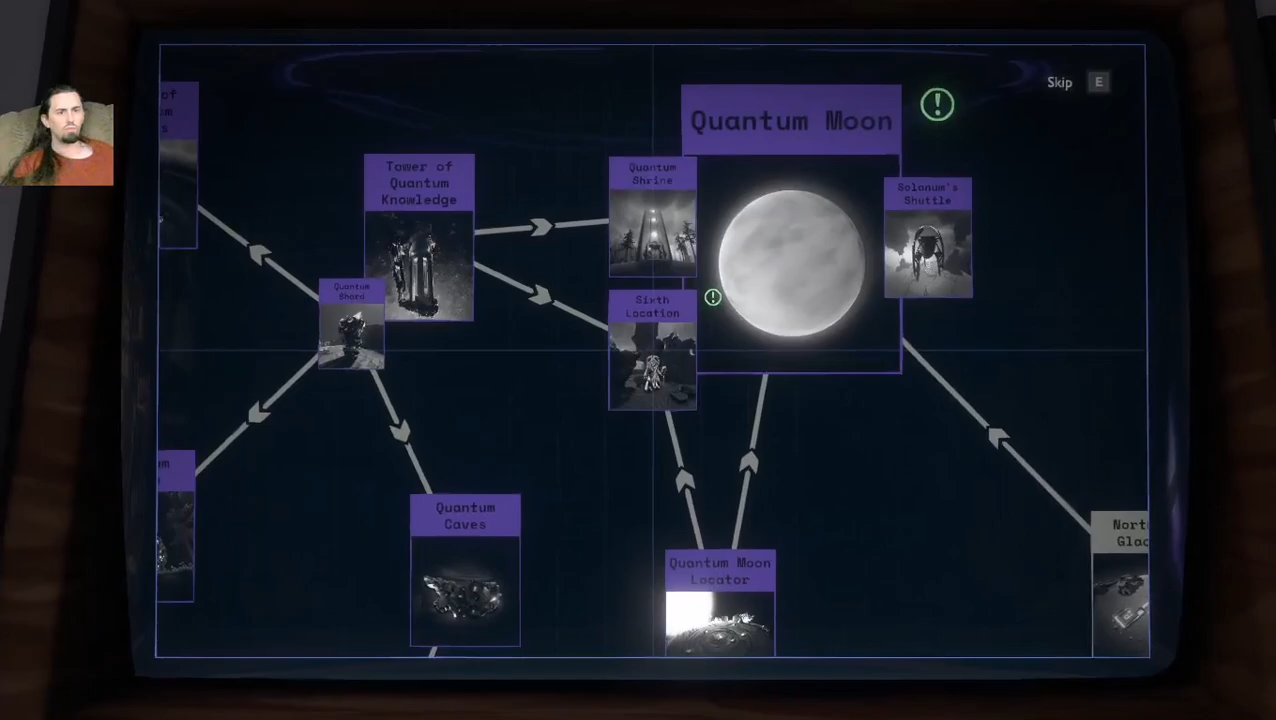 Skip E
Quantum Moon
Tower of
Quantum
Knowledge
Quantum
Shrine
Solanum's
Shuttle
Quantum
Shard
Sixth
Location
Quantum
Caves
Quantum Moon
Locator
of